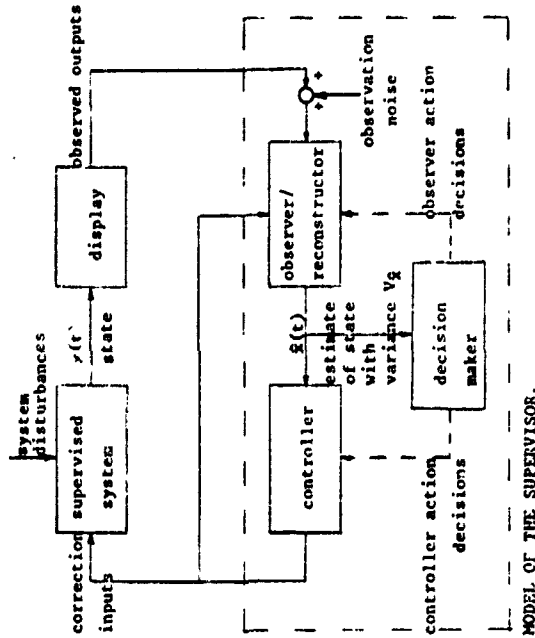 system
disturbances
correction
inputs
supervised
system
state
display
observed outputs
controller
x̂(t)
estimate
of state
with
variance Vx̂
observer/
reconstructor
+
+
observation
noise
decision
maker
controller action
decisions
observer action
decisions
MODEL OF THE SUPERVISOR.